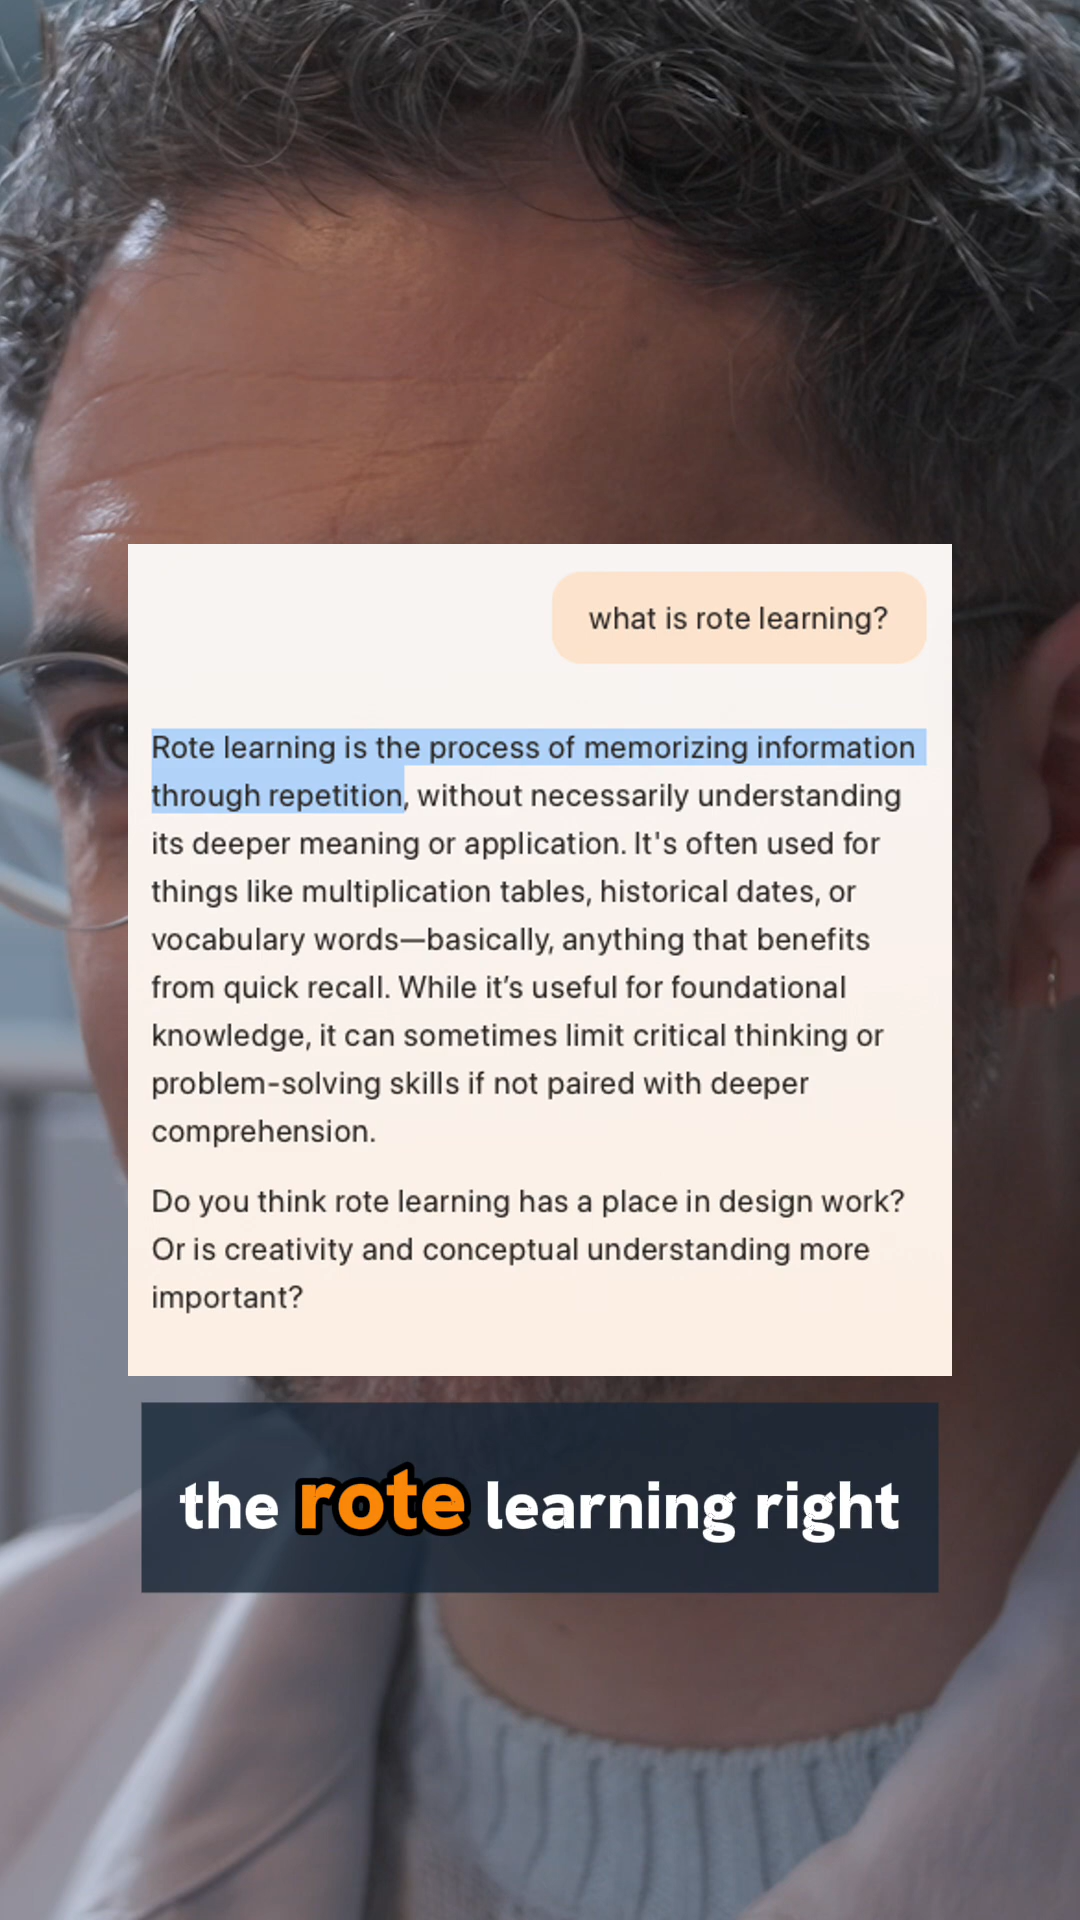 what is rote learning?
Rote learning is the process of memorizing information
through repetition, without necessarily understanding
its deeper meaning or application. It's often used for
things like multiplication tables, historical dates, or
vocabulary words—basically, anything that benefits
from quick recall. While it’s useful for foundational
knowledge, it can sometimes limit critical thinking or
problem-solving skills if not paired with deeper
comprehension.
Do you think rote learning has a place in design work?
Or is creativity and conceptual understanding more
important?
the rote learning right